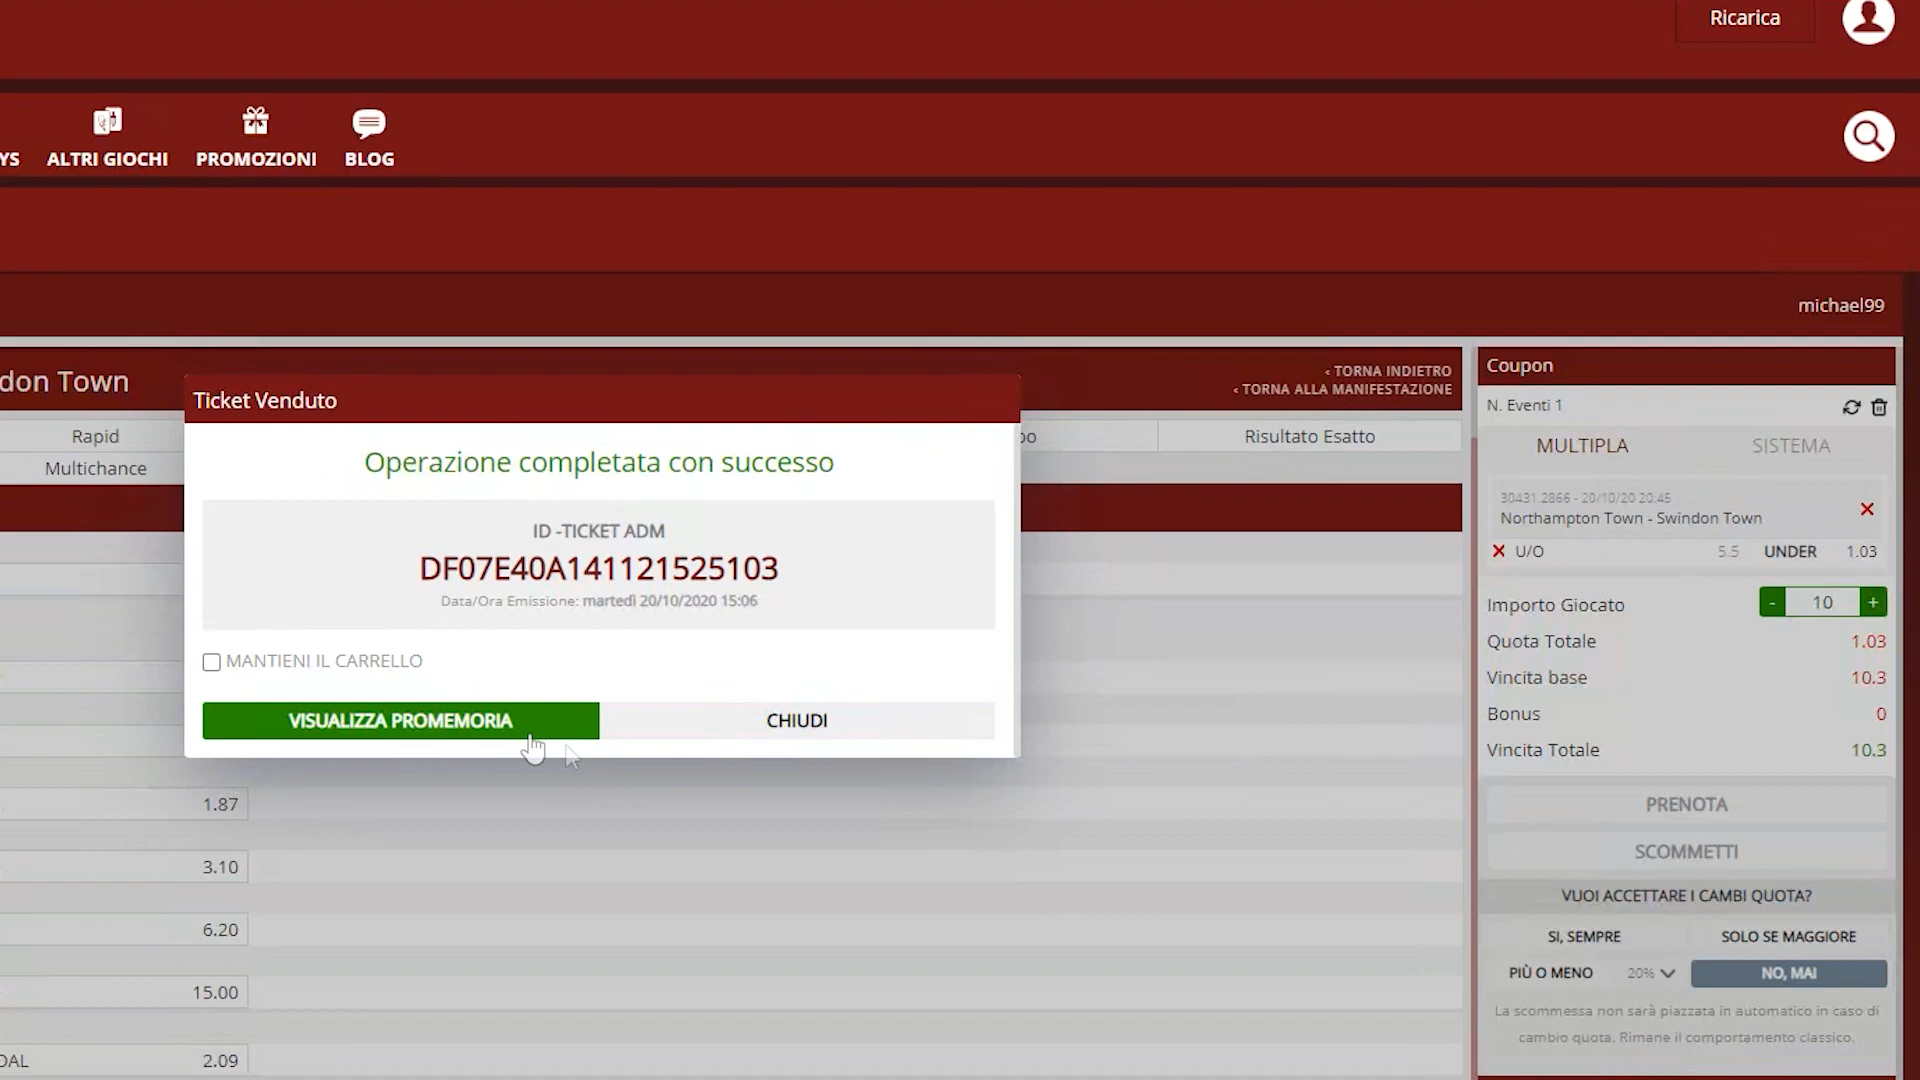 Ricarica
YS
ALTRI GIOCHI
PROMOZIONI
BLOG
michael99
don Town
‹ TORNA INDIETRO
‹ TORNA ALLA MANIFESTAZIONE
Rapid
po
Risultato Esatto
Multichance
Ticket Venduto
Operazione completata con successo
ID -TICKET ADM
DF07E40A141121525103
Data/Ora Emissione: martedì 20/10/2020 15:06
MANTIENI IL CARRELLO
VISUALIZZA PROMEMORIA
CHIUDI
1.87
3.10
6.20
15.00
OAL
2.09
Coupon
N. Eventi 1
MULTIPLA
SISTEMA
30431.2866 - 20/10/20 20:45
Northampton Town - Swindon Town
U/O 5.5 UNDER 1.03
Importo Giocato - 10 +
Quota Totale 1.03
Vincita base 10.3
Bonus 0
Vincita Totale 10.3
PRENOTA
SCOMMETTI
VUOI ACCETTARE I CAMBI QUOTA?
SI, SEMPRE
SOLO SE MAGGIORE
PIÙ O MENO 20%
NO, MAI
La scommessa non sarà piazzata in automatico in caso di
cambio quota. Rimane il comportamento classico.